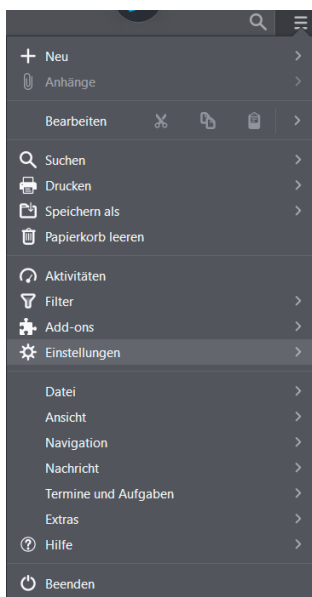 Neu
Anhänge
Bearbeiten
Suchen
Drucken
Speichern als
Papierkorb leeren
Aktivitäten
Filter
Add-ons
Einstellungen
Datei
Ansicht
Navigation
Nachricht
Termine und Aufgaben
Extras
Hilfe
Beenden